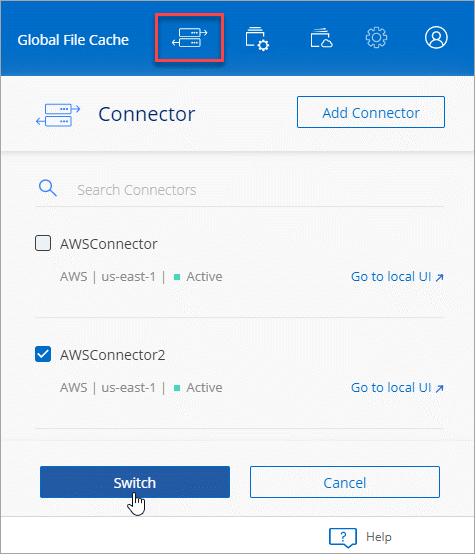 Global File Cache
Connector
Add Connector
Search Connectors
AWSConnector
AWS | us-east-1 | Active
Go to local UI
AWSConnector2
AWS | us-east-1 | Active
Go to local UI
Switch
Cancel
? Help